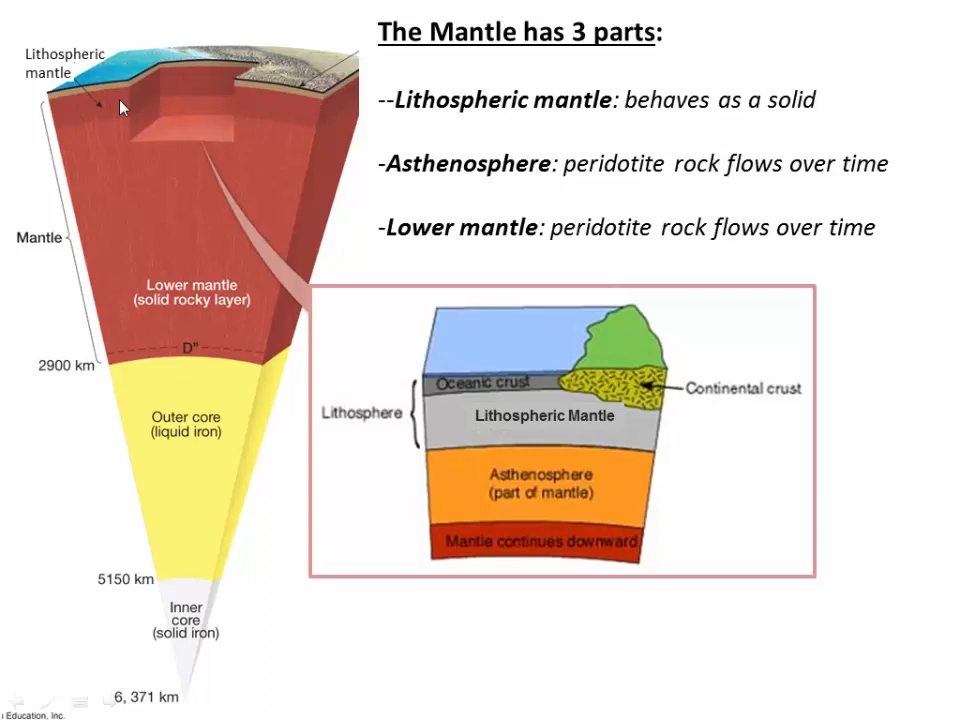 The Mantle has 3 parts:
--Lithospheric mantle: behaves as a solid
-Asthenosphere: peridotite rock flows over time
-Lower mantle: peridotite rock flows over time
Lithospheric
mantle
Mantle
Lower mantle
(solid rocky layer)
D"
2900 km
Outer core
(liquid iron)
5150 km
Inner
core
(solid iron)
6, 371 km
Education, Inc.
Oceanic crust
Continental crust
Lithosphere
Lithospheric Mantle
Asthenosphere
(part of mantle)
Mantle continues downward